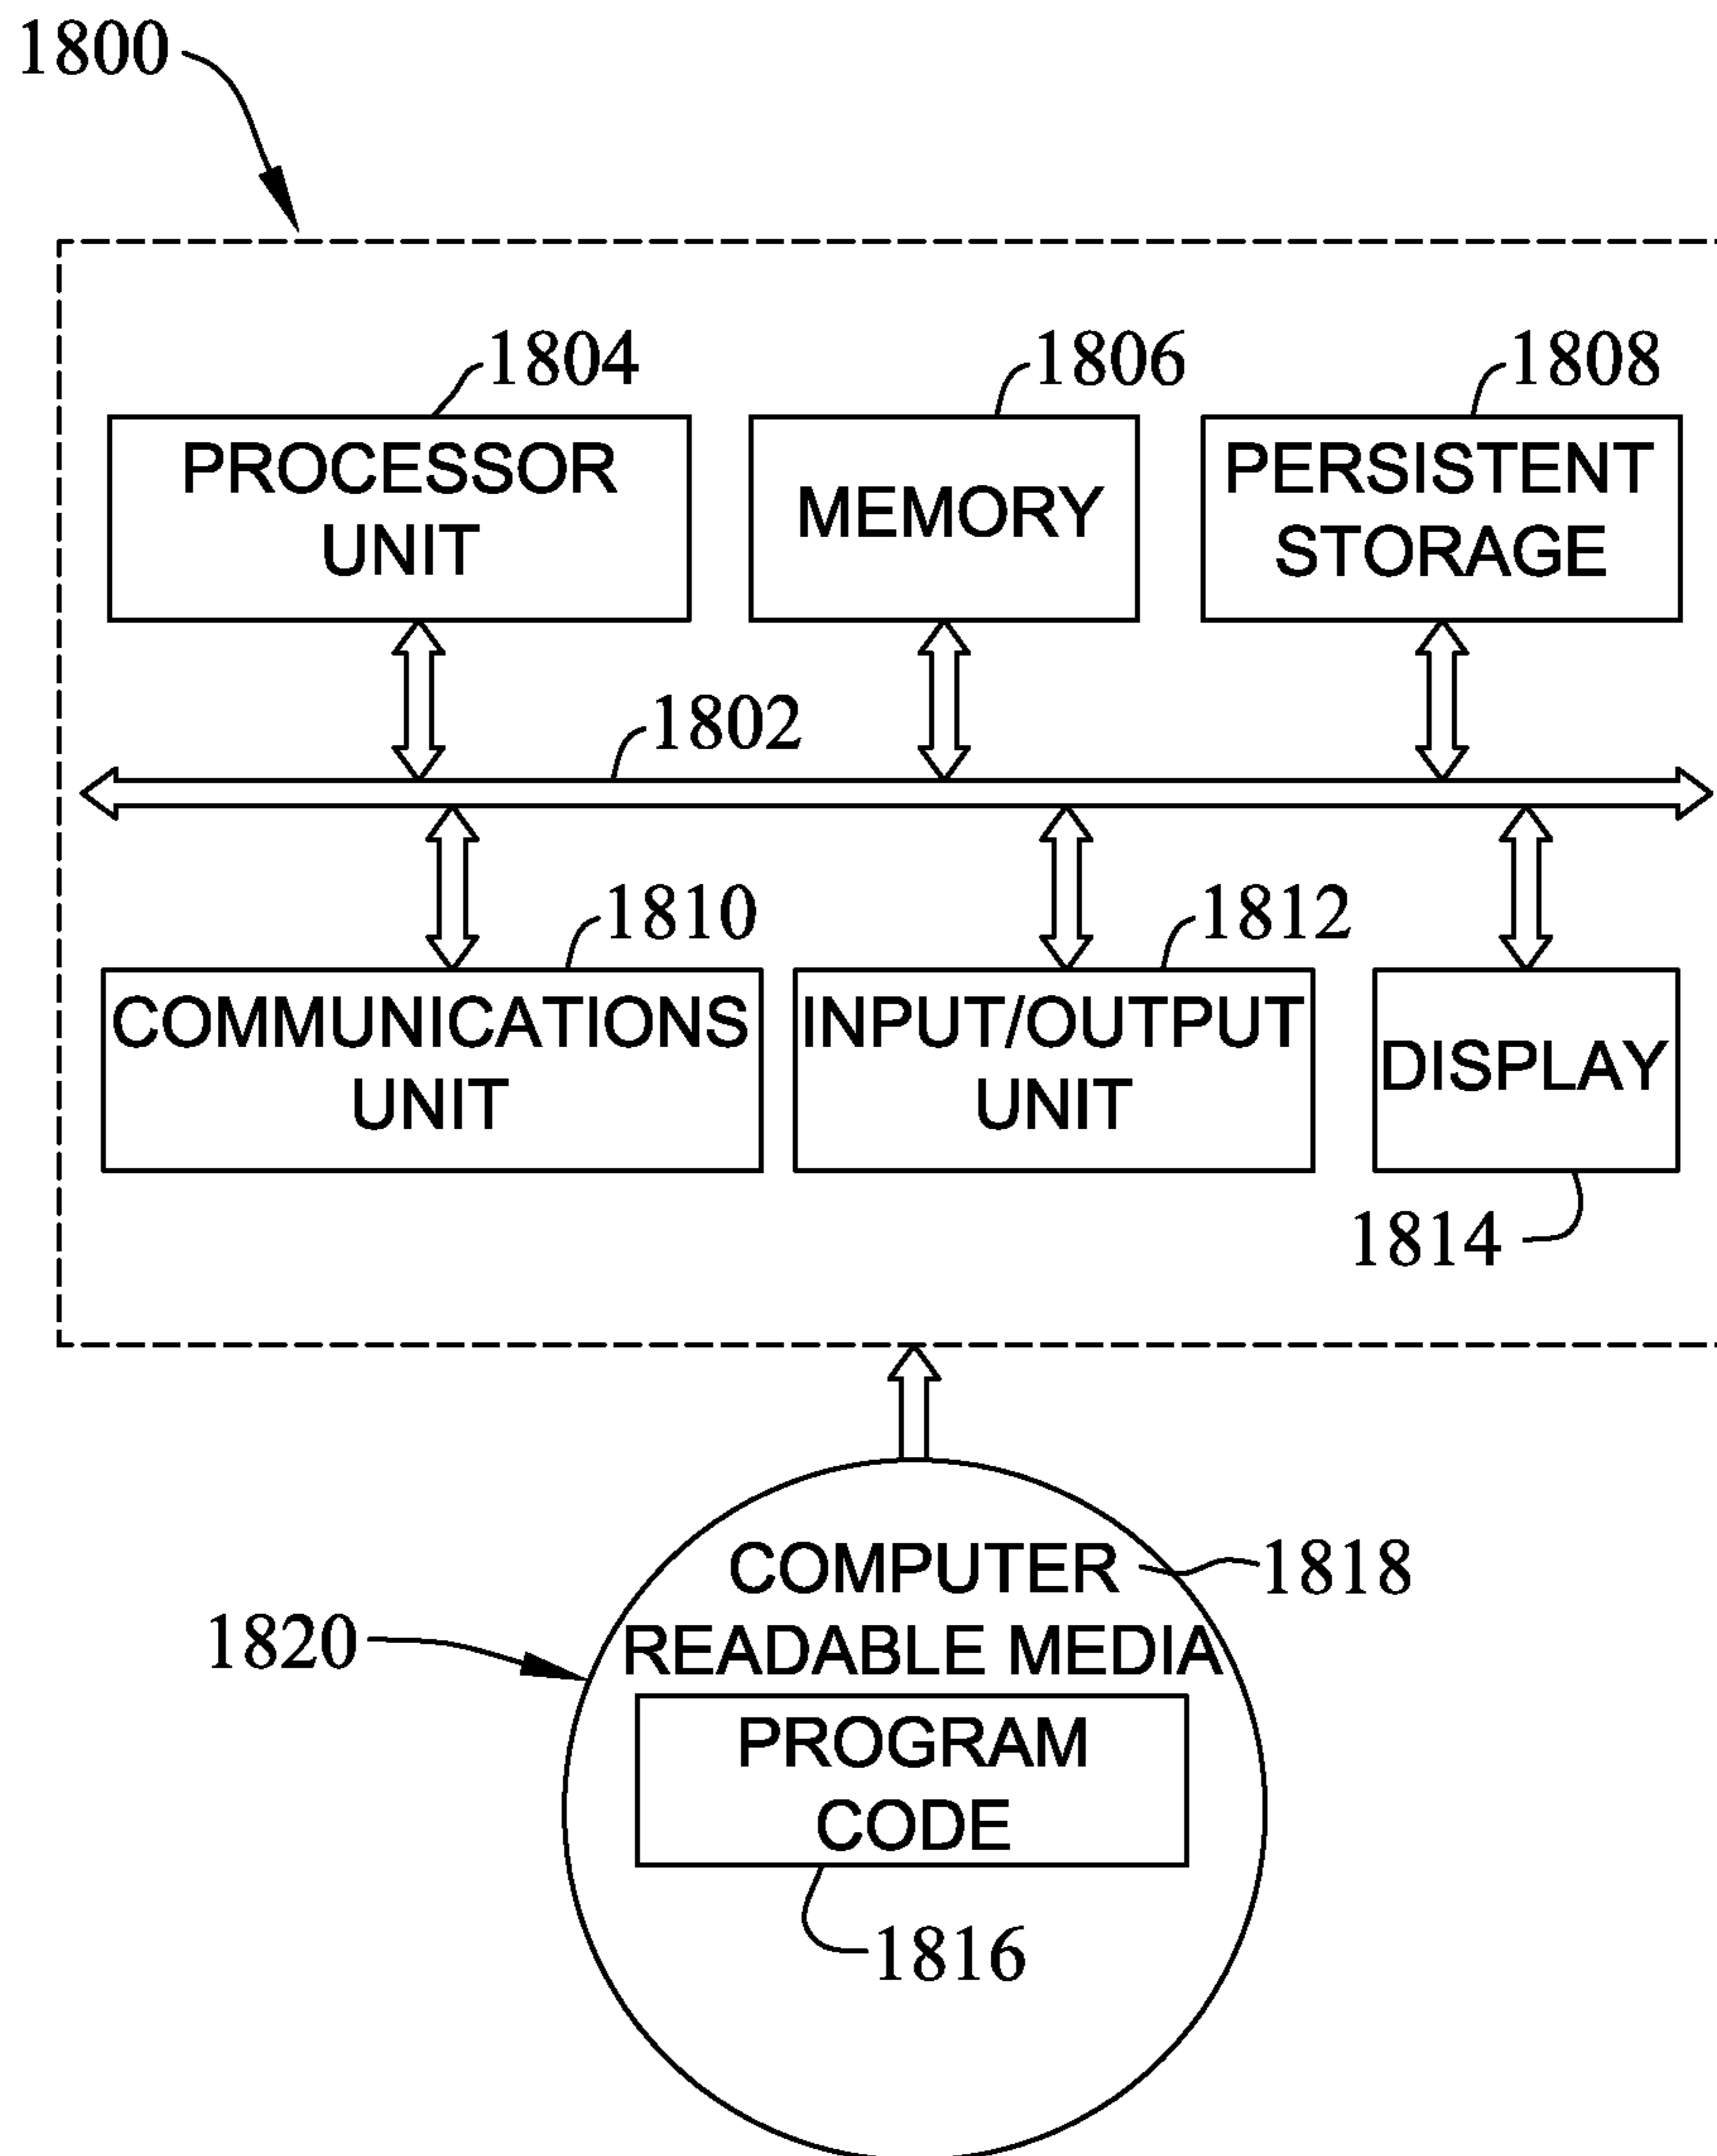 1800
1804
1806
1808
PROCESSOR
UNIT
MEMORY
PERSISTENT
STORAGE
1802
1810
1812
COMMUNICATIONS
UNIT
INPUT/OUTPUT
UNIT
DISPLAY
1814
COMPUTER
READABLE MEDIA
1818
1820
PROGRAM
CODE
1816